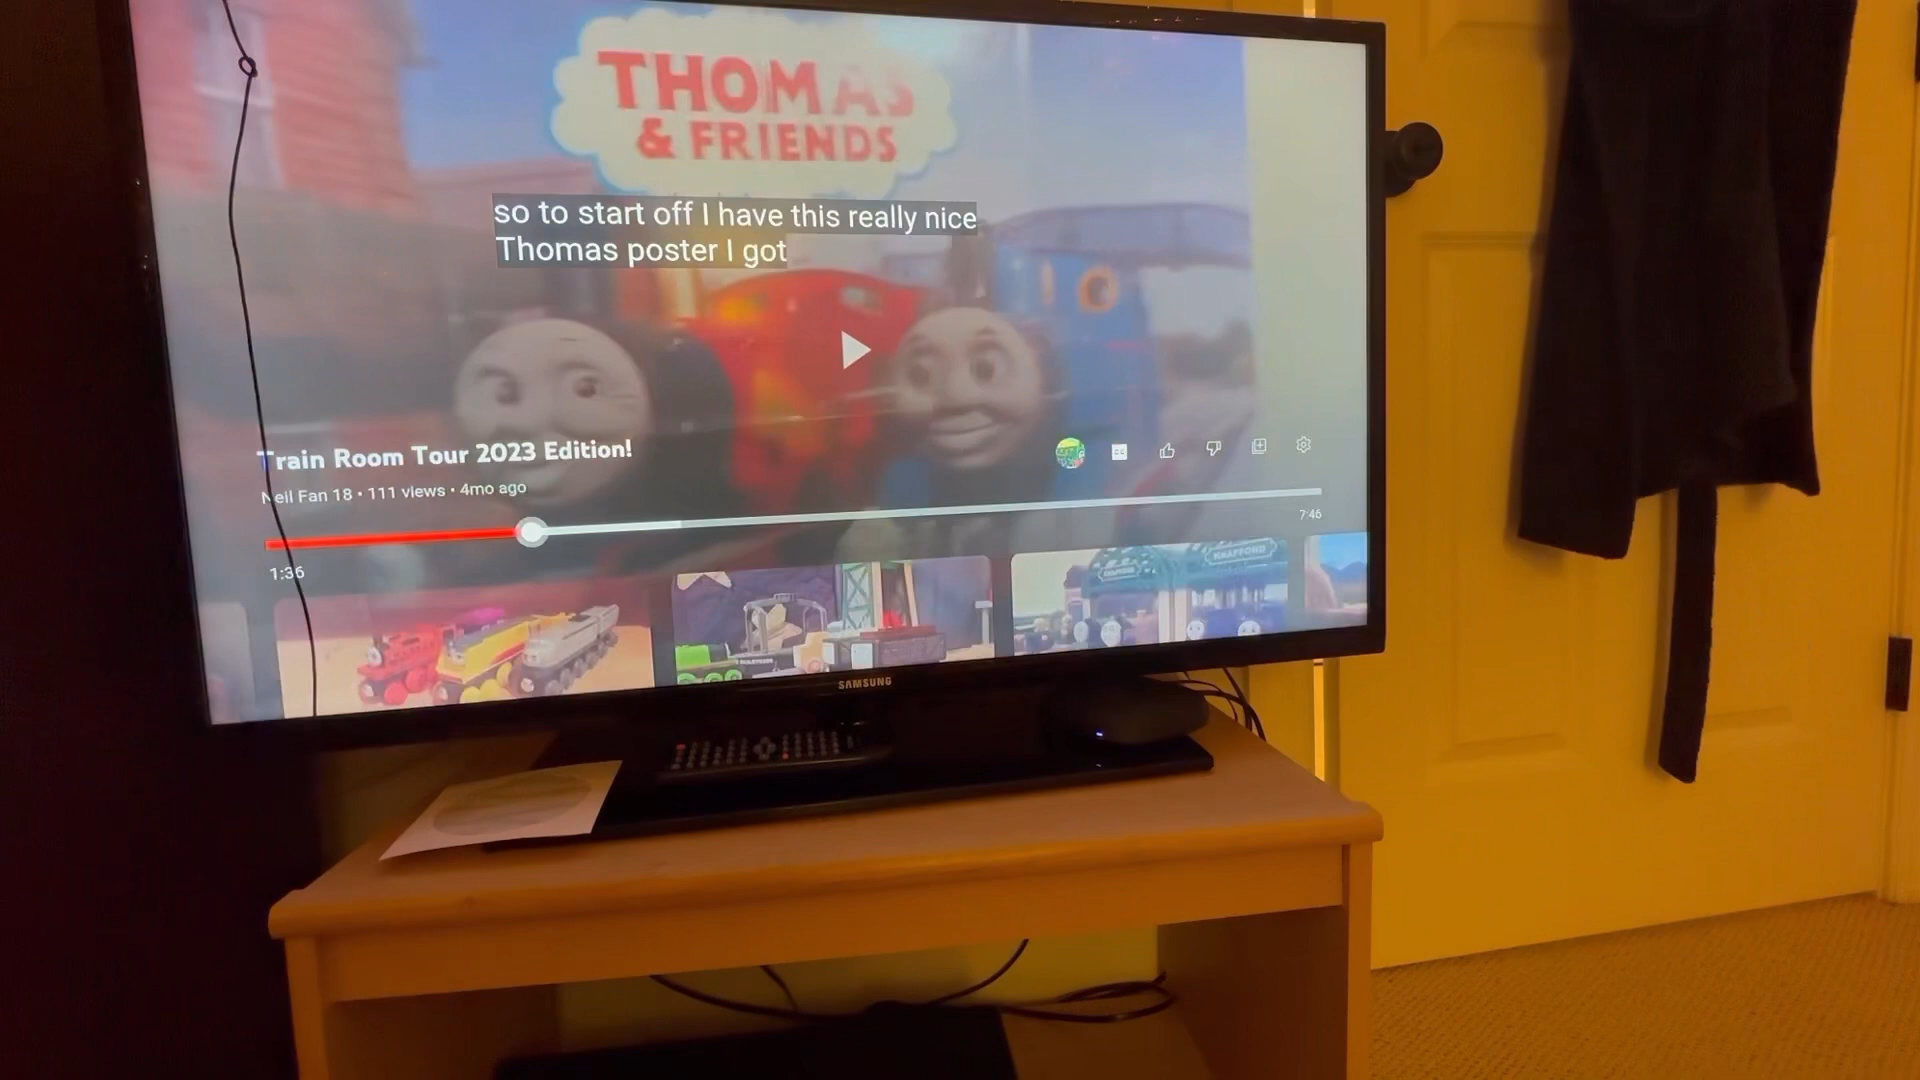 THOMAS
& FRIENDS
so to start off I have this really nice
Thomas poster I got
Train Room Tour 2023 Edition!
Neil Fan 18 • 111 views • 4mo ago
7:46
1:36
KNAPFORD
SAMSUNG